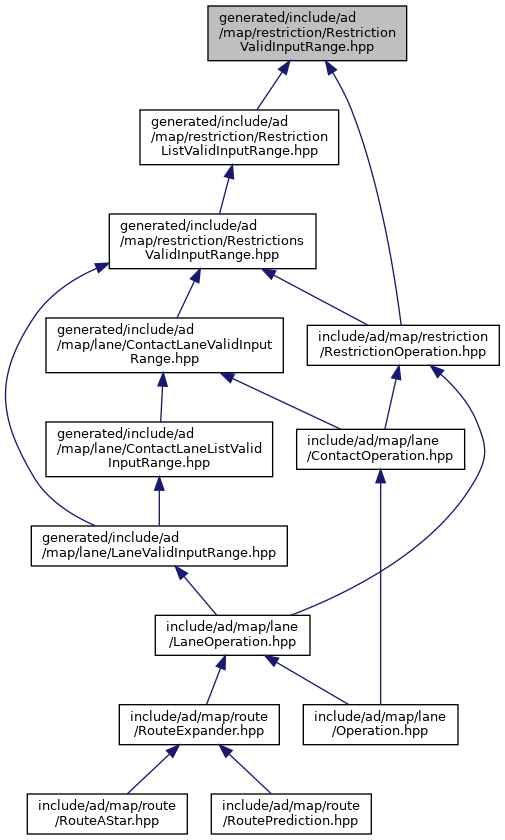 generated/include/ad
/map/restriction/Restriction
ValidInputRange.hpp
generated/include/ad
/map/restriction/Restriction
ListValidInputRange.hpp
generated/include/ad
/map/restriction/Restrictions
ValidInputRange.hpp
generated/include/ad
/map/lane/ContactLaneValidInput
Range.hpp
include/ad/map/restriction
/RestrictionOperation.hpp
generated/include/ad
/map/lane/ContactLaneListValid
InputRange.hpp
include/ad/map/lane
/ContactOperation.hpp
generated/include/ad
/map/lane/LaneValidInputRange.hpp
include/ad/map/lane
/LaneOperation.hpp
include/ad/map/route
/RouteExpander.hpp
include/ad/map/lane
/Operation.hpp
include/ad/map/route
/RouteAStar.hpp
include/ad/map/route
/RoutePrediction.hpp